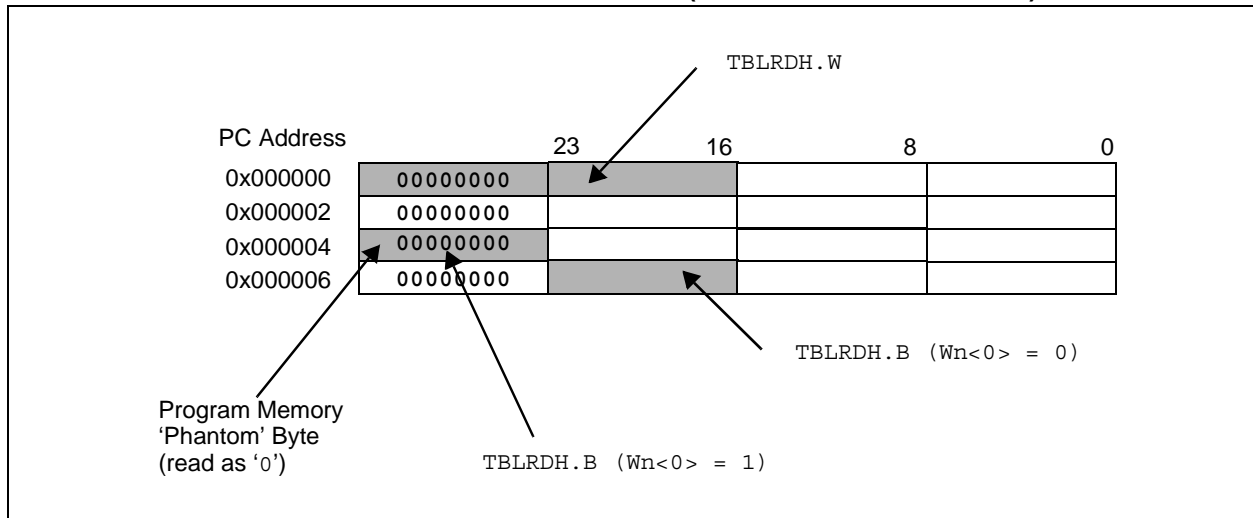 TBLRDH.W
PC Address
23 16 8 0
0x000000 00000000
0x000002 00000000
0x000004 00000000
0x000006 00000000
TBLRDH.B (Wn<0> = 0)
Program Memory
‘Phantom’ Byte
(read as ‘0’)
TBLRDH.B (Wn<0> = 1)